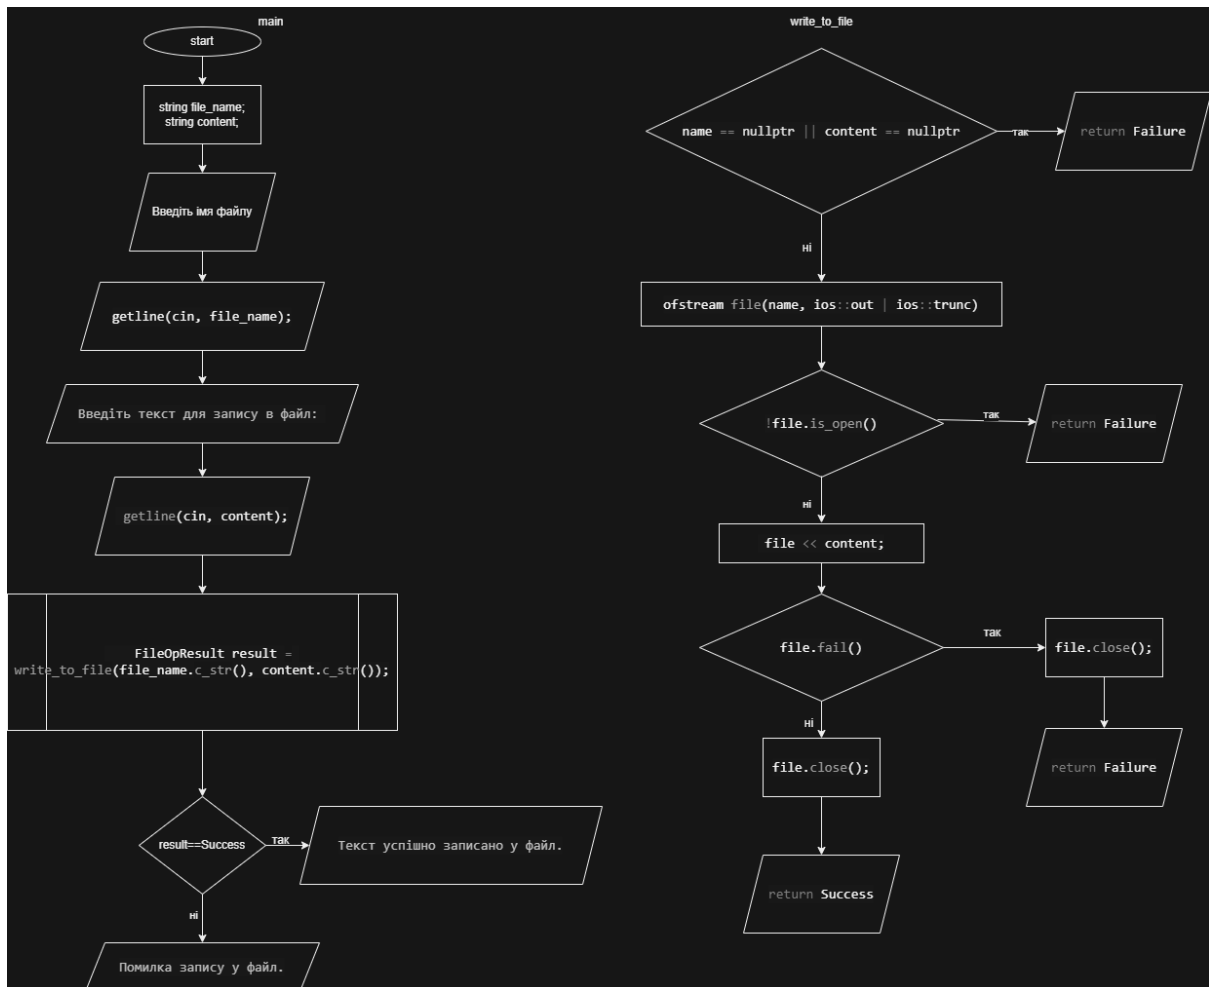 main
start
string file_name;
string content;
Введіть імя файлу
getline(cin, file_name);
Введіть текст для запису в файл:
getline(cin, content);
FileOpResult result =
write_to_file(file_name.c_str(), content.c_str());
result==Success
так
Текст успішно записано у файл.
ні
Помилка запису у файл.
write_to_file
name == nullptr || content == nullptr
так
return Failure
ні
ofstream file(name, ios::out | ios::trunc)
!file.is_open()
так
return Failure
ні
file << content;
file.fail()
так
file.close();
return Failure
ні
file.close();
return Success